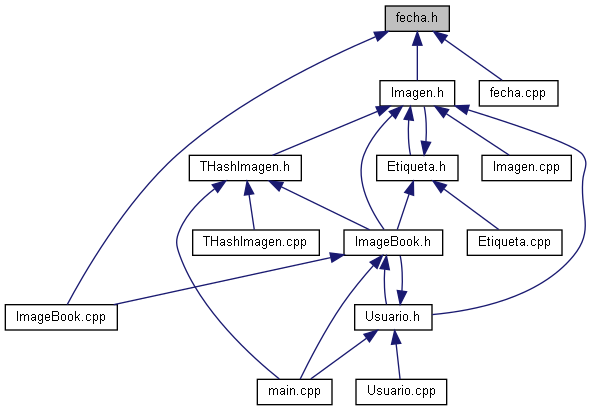 fecha.h
Imagen.h
fecha.cpp
THashImagen.h
Etiqueta.h
Imagen.cpp
THashImagen.cpp
ImageBook.h
Etiqueta.cpp
ImageBook.cpp
Usuario.h
main.cpp
Usuario.cpp